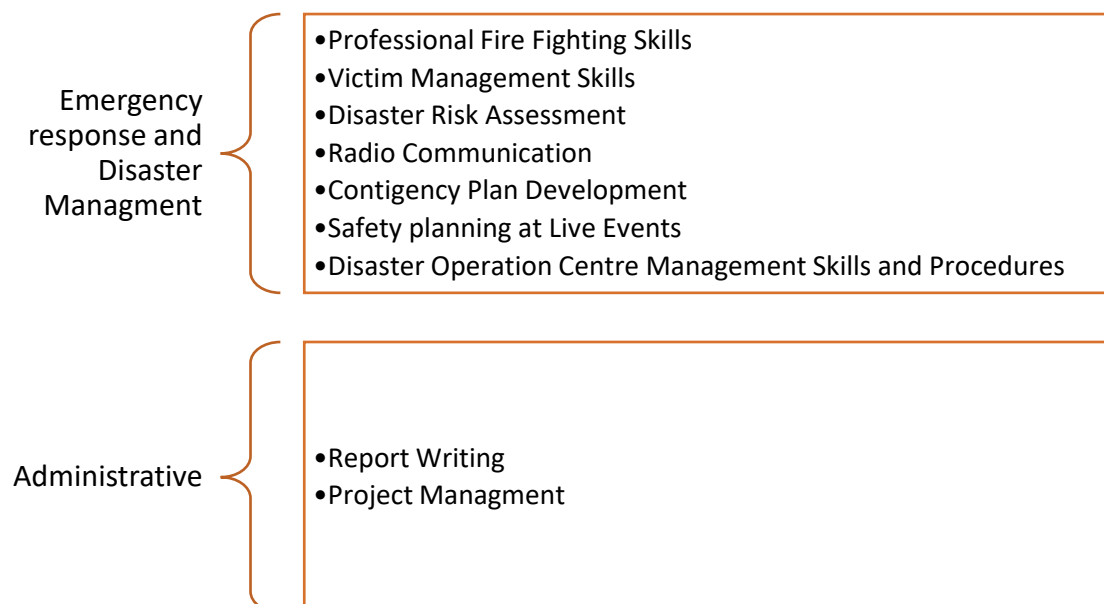 Emergency
response and
Disaster
Managment
•Professional Fire Fighting Skills
•Victim Management Skills
•Disaster Risk Assessment
•Radio Communication
•Contigency Plan Development
•Safety planning at Live Events
•Disaster Operation Centre Management Skills and Procedures
Administrative
•Report Writing
•Project Managment